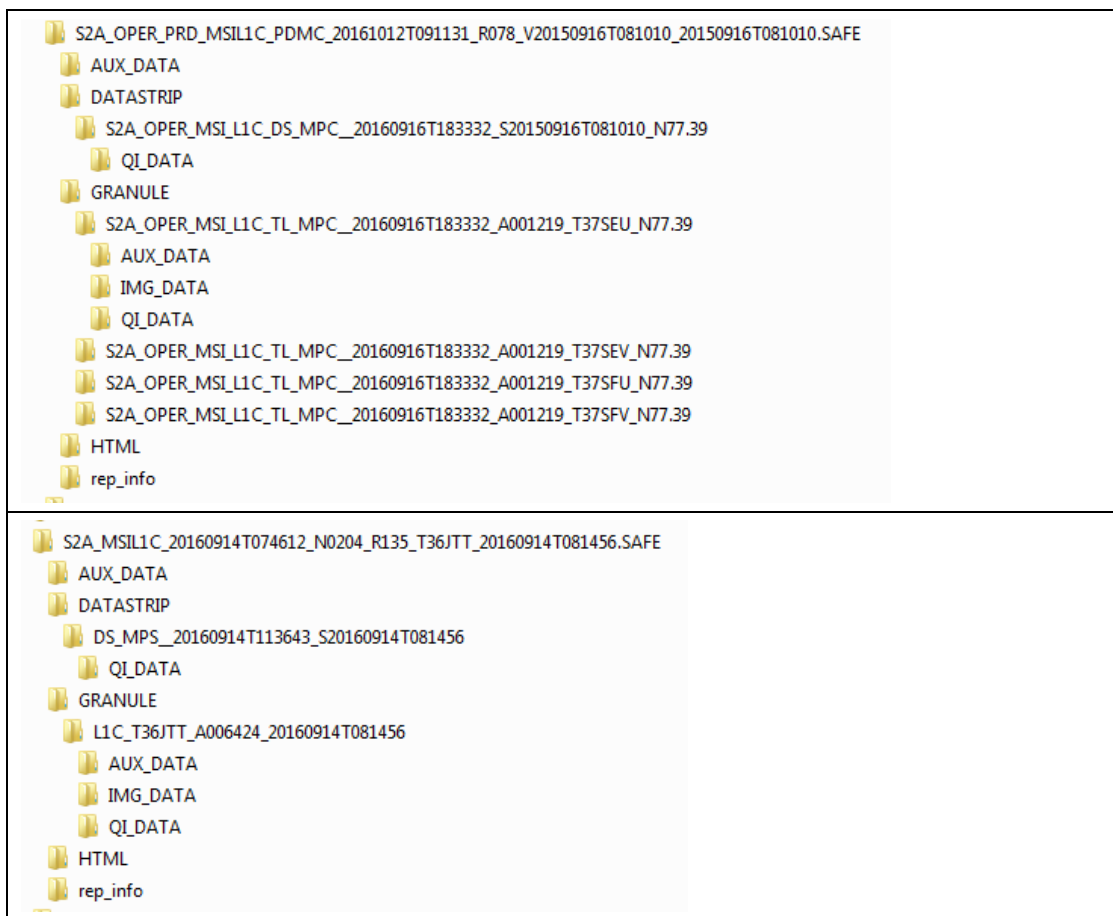 S2A_OPER_PRD_MSIL1C_PDMC_20161012T091131_R078_V20150916T081010_20150916T081010.SAFE
AUX_DATA
DATASTRIP
S2A_OPER_MSI_L1C_DS_MPC__20160916T183332_S20150916T081010_N77.39
QI_DATA
GRANULE
S2A_OPER_MSI_L1C_TL_MPC__20160916T183332_A001219_T37SEU_N77.39
AUX_DATA
IMG_DATA
QI_DATA
S2A_OPER_MSI_L1C_TL_MPC__20160916T183332_A001219_T37SEV_N77.39
S2A_OPER_MSI_L1C_TL_MPC__20160916T183332_A001219_T37SFU_N77.39
S2A_OPER_MSI_L1C_TL_MPC__20160916T183332_A001219_T37SFV_N77.39
HTML
rep_info
S2A_MSIL1C_20160914T074612_N0204_R135_T36JTT_20160914T081456.SAFE
AUX_DATA
DATASTRIP
DS_MPS__20160914T113643_S20160914T081456
QI_DATA
GRANULE
L1C_T36JTT_A006424_20160914T081456
AUX_DATA
IMG_DATA
QI_DATA
HTML
rep_info